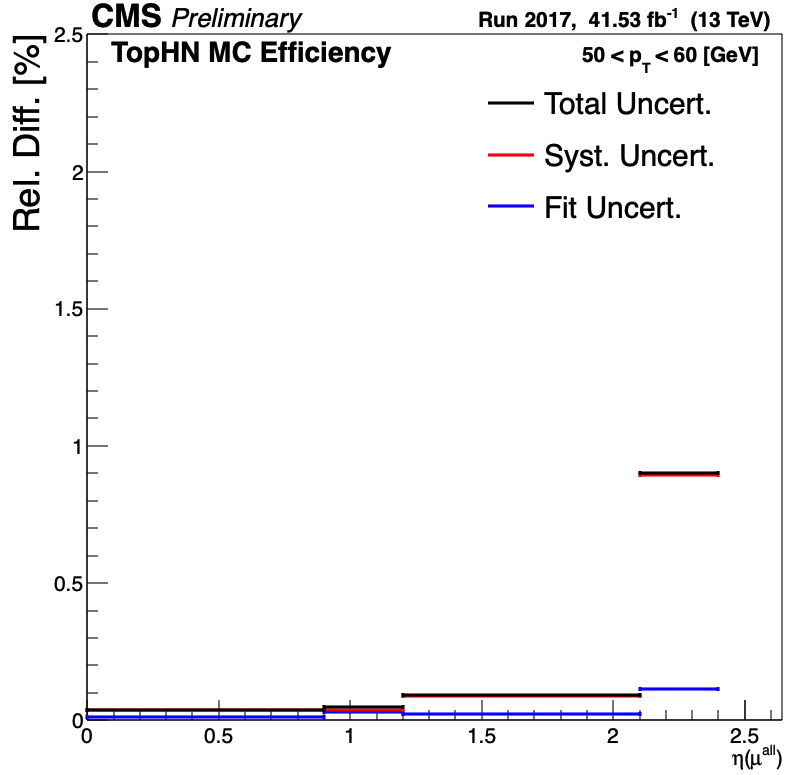 CMS Preliminary
Run 2017, 41.53 fb⁻¹ (13 TeV)
TopHN MC Efficiency
50 < p_T < 60 [GeV]
Total Uncert.
Syst. Uncert.
Fit Uncert.
Rel. Diff. [%]
2.5
2
1.5
1
0.5
0
0 0.5 1 1.5 2 2.5
η(μ^all)